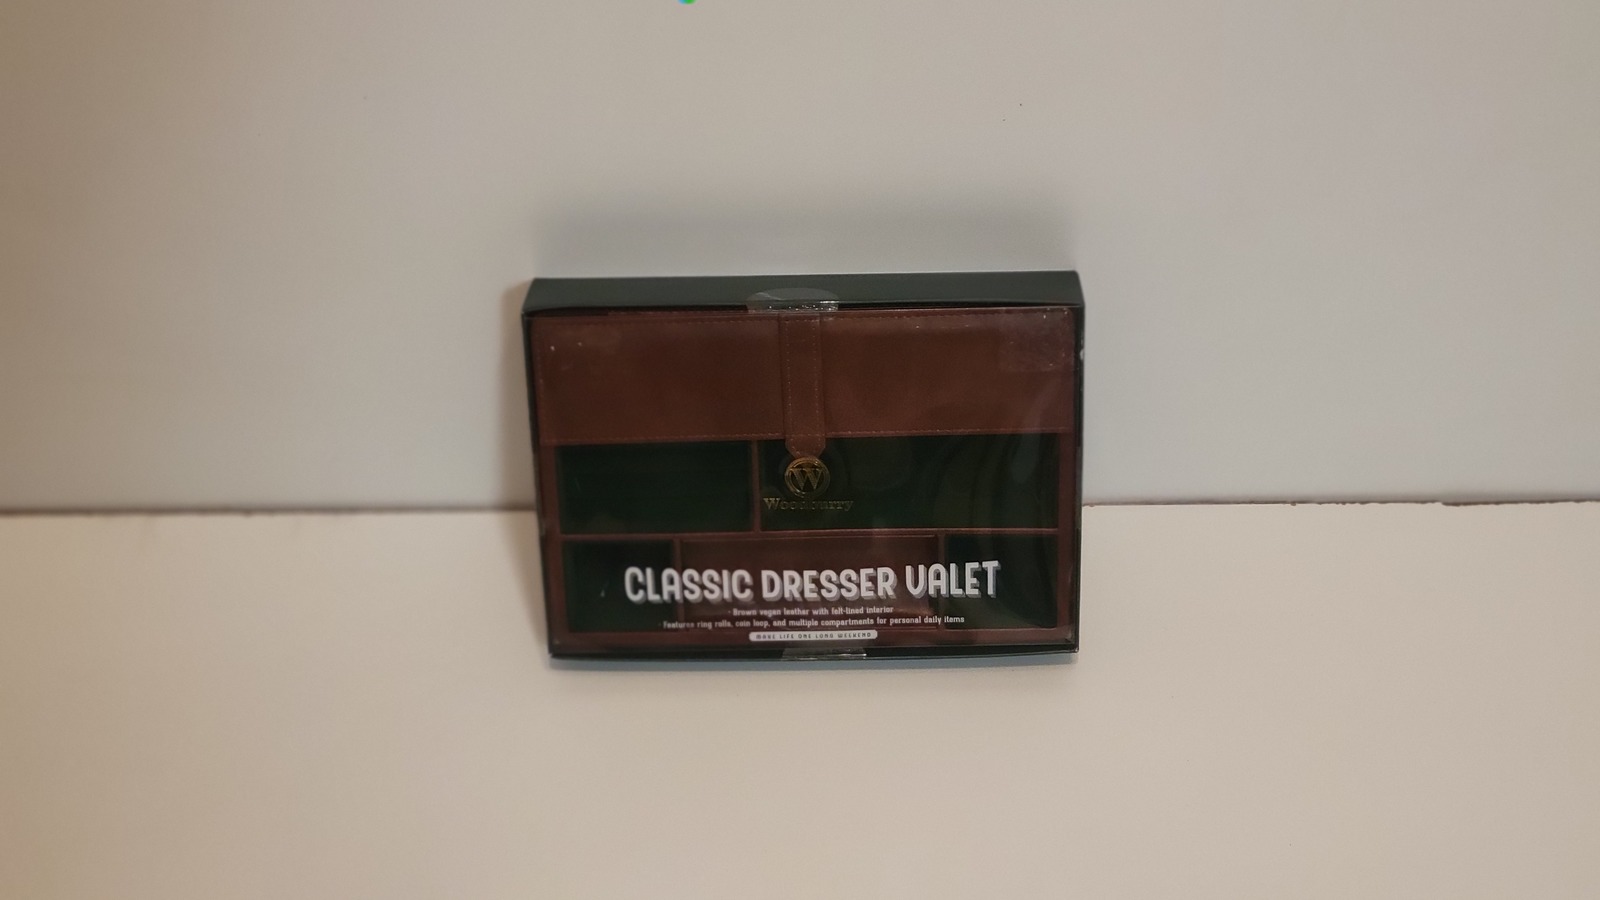 W
Woodbury
CLASSIC DRESSER VALET
· Brown vegan leather with felt-lined interior
· Features ring rolls, coin loop, and multiple compartments for personal daily items
MAKE LIFE ONE LONG WEEKEND